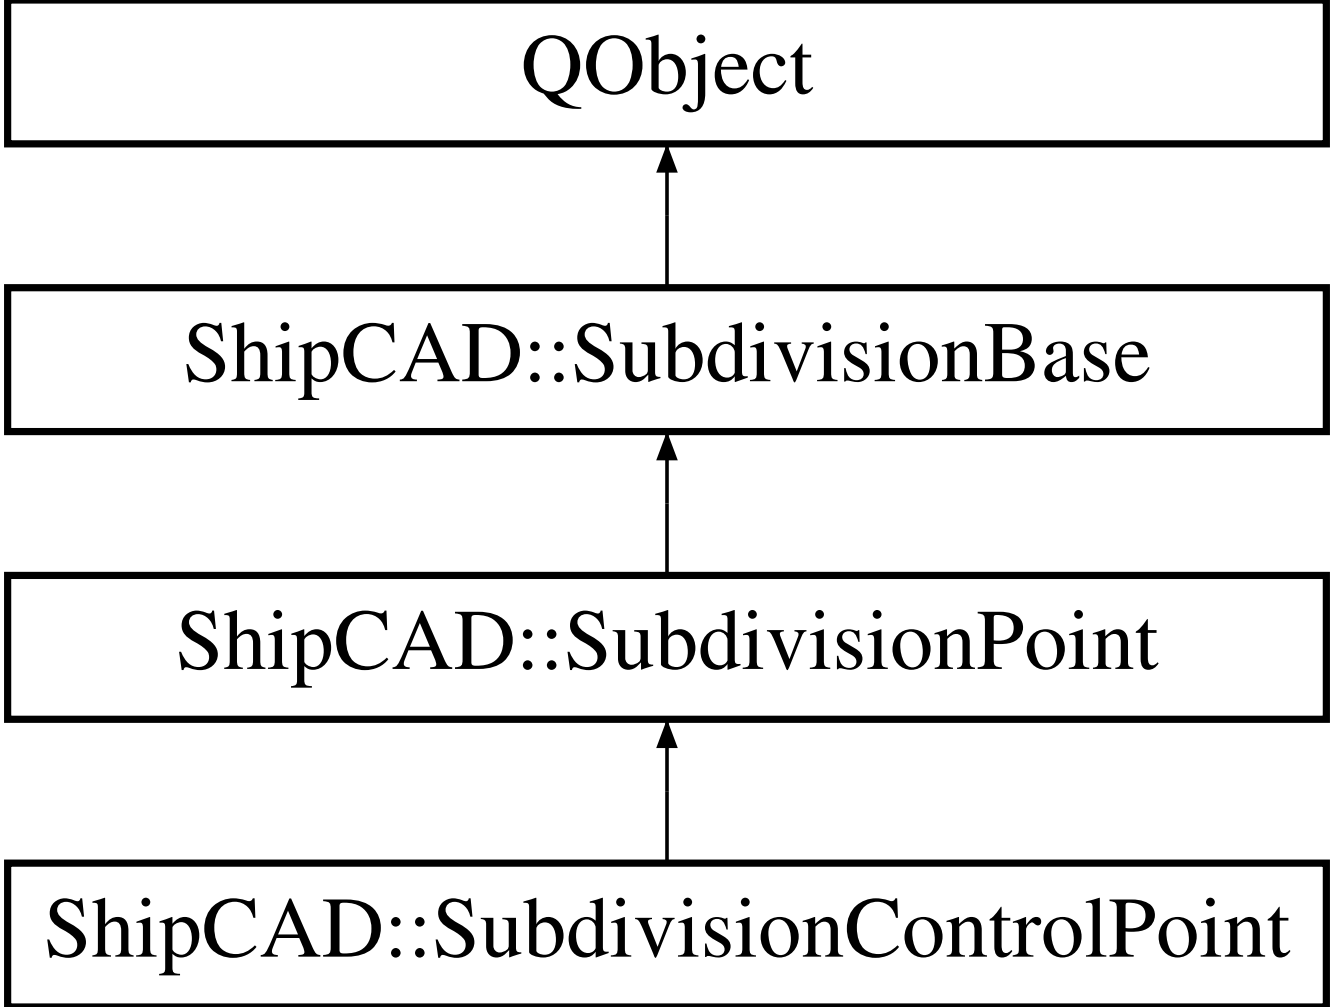 QObject
ShipCAD::SubdivisionBase
ShipCAD::SubdivisionPoint
ShipCAD::SubdivisionControlPoint